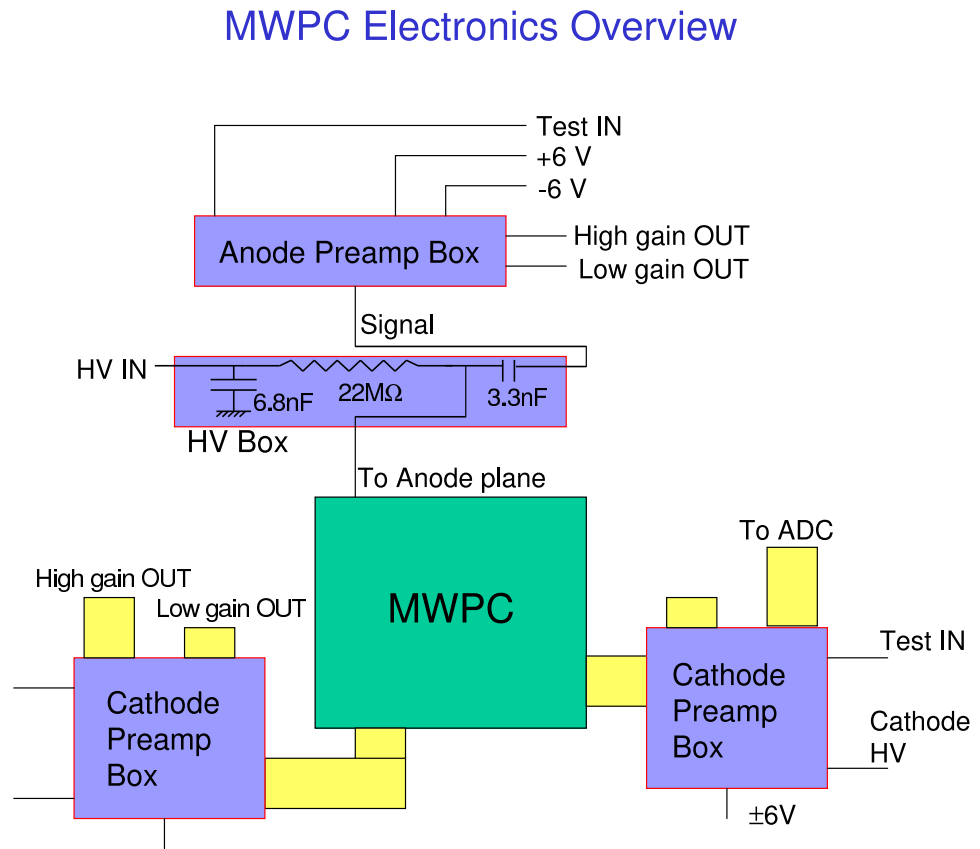 MWPC Electronics Overview
Test IN
+6 V
-6 V
Anode Preamp Box
High gain OUT
Low gain OUT
Signal
HV IN
6.8nF
22MΩ
3.3nF
HV Box
To Anode plane
To ADC
High gain OUT
Low gain OUT
MWPC
Test IN
Cathode
Preamp
Box
Cathode
Preamp
Box
Cathode
HV
±6V